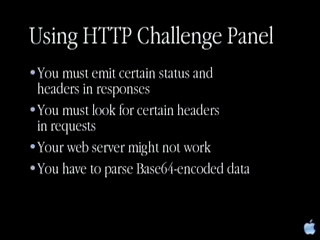 Using HTTP Challenge Panel
•You must emit certain status and
headers in responses
•You must look for certain headers
in requests
•Your web server might not work
•You have to parse Base64-encoded data